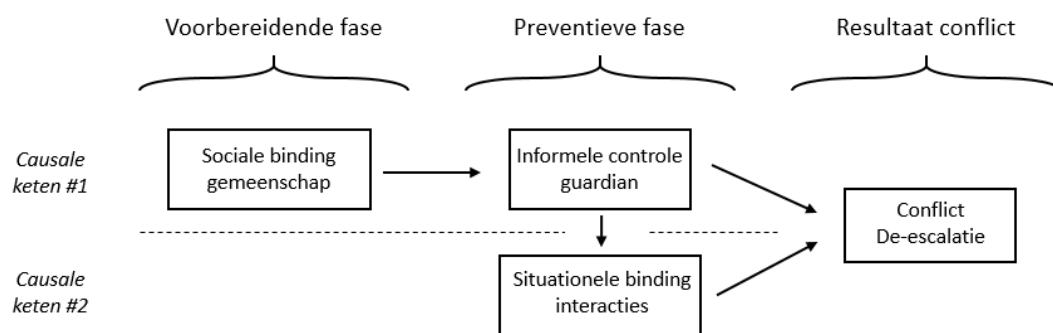 Voorbereidende fase
Preventieve fase
Resultaat conflict
Causale
keten #1
Sociale binding
gemeenschap
Informele controle
guardian
Conflict
De-escalatie
Causale
keten #2
Situationele binding
interacties